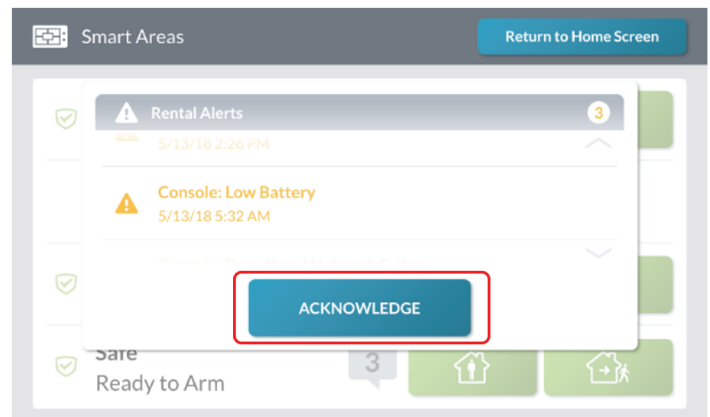 Smart Areas
Return to Home Screen
Rental Alerts
3
5/13/18 2:26 PM
Console: Low Battery
5/13/18 5:32 AM
ACKNOWLEDGE
Safe
3
Ready to Arm